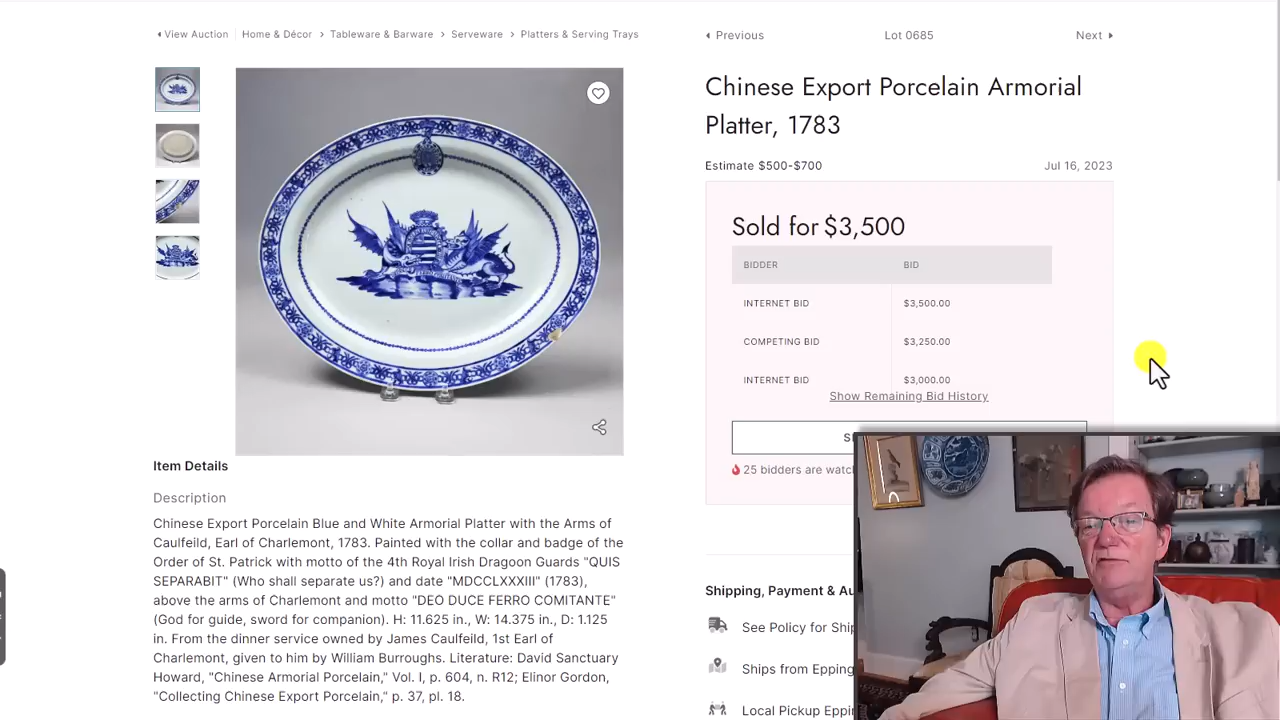 View Auction
Home & Décor
Tableware & Barware
Serveware
Platters & Serving Trays
Previous
Lot 0685
Next
Chinese Export Porcelain Armorial
Platter, 1783
Estimate $500-$700
Jul 16, 2023
Sold for $3,500
BIDDER BID
INTERNET BID $3,500.00
COMPETING BID $3,250.00
INTERNET BID $3,000.00
Show Remaining Bid History
25 bidders are
Item Details
Description
Chinese Export Porcelain Blue and White Armorial Platter with the Arms of
Caulfeild, Earl of Charlemont, 1783. Painted with the collar and badge of the
Order of St. Patrick with motto of the 4th Royal Irish Dragoon Guards "QUIS
SEPARABIT" (Who shall separate us?) and date "MDCCLXXXIII" (1783),
above the arms of Charlemont and motto "DEO DUCE FERRO COMITANTE"
(God for guide, sword for companion). H: 11.625 in., W: 14.375 in., D: 1.125
in. From the dinner service owned by James Caulfeild, 1st Earl of
Charlemont, given to him by William Burroughs. Literature: David Sanctuary
Howard, "Chinese Armorial Porcelain," Vol. I, p. 604, n. R12; Elinor Gordon,
"Collecting Chinese Export Porcelain," p. 37, pl. 18.
Shipping, Payment & Au
See Policy for Ship
Ships from Epping
Local Pickup Eppi